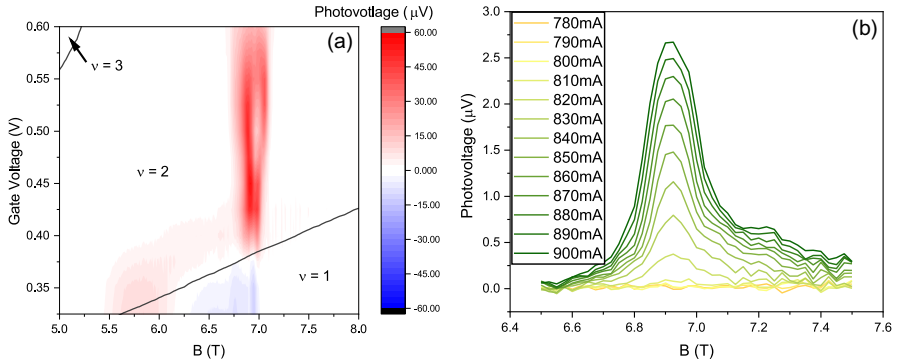 Photovotlage (μV)
(a)
0.60
0.55
0.50
0.45
0.40
0.35
Gate Voltage (V)
ν = 3
ν = 2
ν = 1
5.0 5.5 6.0 6.5 7.0 7.5 8.0
B (T)
60.00
45.00
30.00
15.00
0.000
-15.00
-30.00
-45.00
-60.00
(b)
3.0
2.5
2.0
1.5
1.0
0.5
0.0
Photovoltage (μV)
780mA
790mA
800mA
810mA
820mA
830mA
840mA
850mA
860mA
870mA
880mA
890mA
900mA
6.4 6.6 6.8 7.0 7.2 7.4 7.6
B (T)